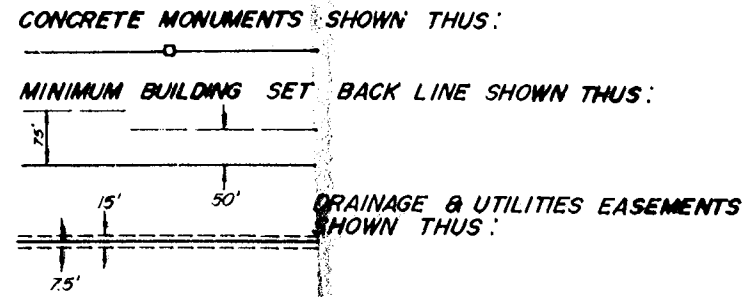 CONCRETE MONUMENTS SHOWN THUS:
MINIMUM BUILDING SET BACK LINE SHOWN THUS:
75'
50'
15'
DRAINAGE & UTILITIES EASEMENTS
SHOWN THUS:
7.5'